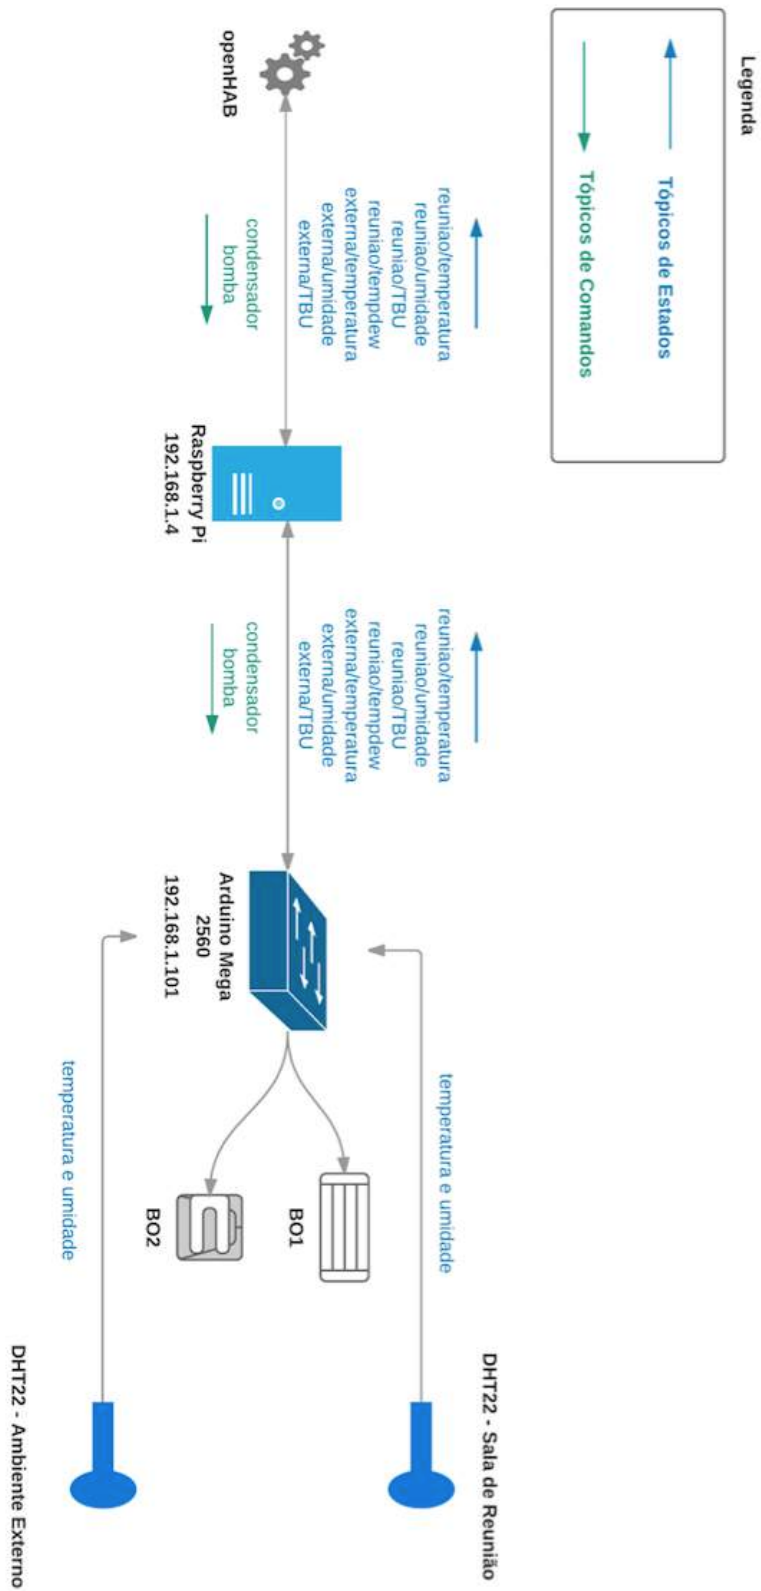 Legenda
Tópicos de Estados
Tópicos de Comandos
reuniao/temperatura
reuniao/umidade
reuniao/TBU
reuniao/tempdew
externa/temperatura
externa/umidade
externa/TBU
condensador
bomba
openHAB
Raspberry Pi
192.168.1.4
reuniao/temperatura
reuniao/umidade
reuniao/TBU
reuniao/tempdew
externa/temperatura
externa/umidade
externa/TBU
condensador
bomba
Arduino Mega
2560
192.168.1.101
BO1
BO2
DHT22 - Sala de Reunião
temperatura e umidade
temperatura e umidade
DHT22 - Ambiente Externo